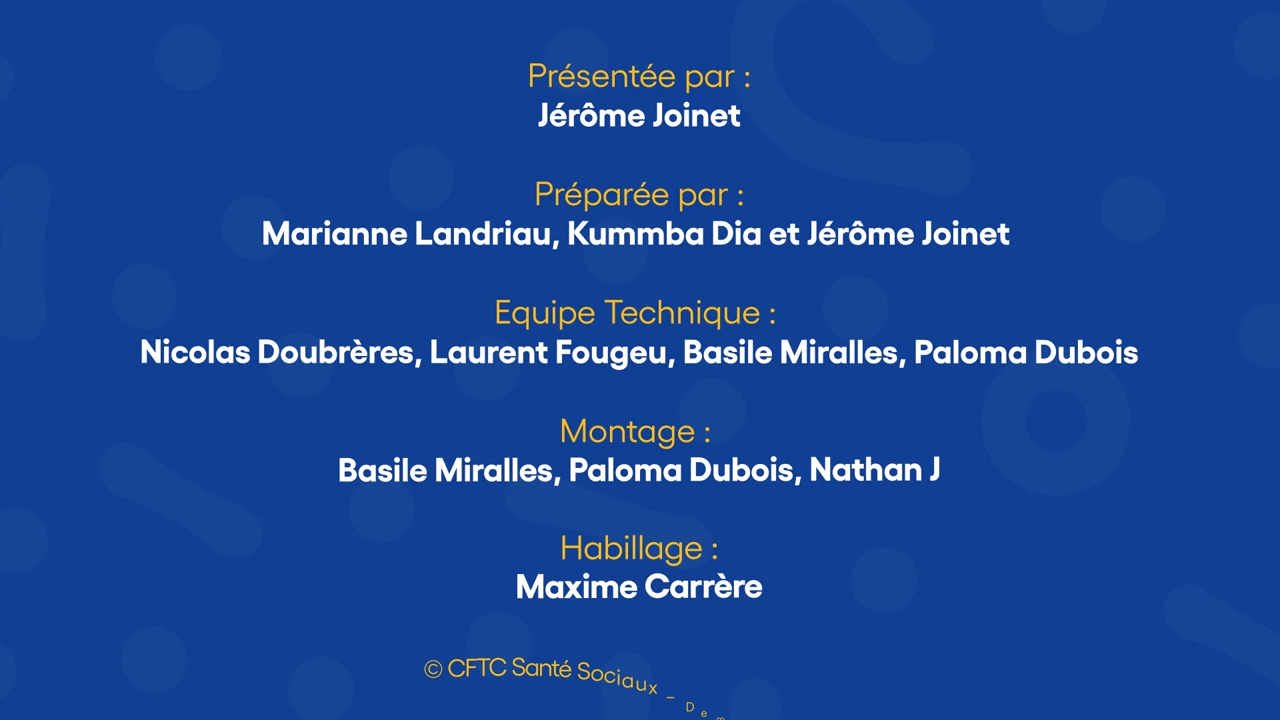 Présentée par :
Jérôme Joinet
Préparée par :
Marianne Landriau, Kummba Dia et Jérôme Joinet
Equipe Technique :
Nicolas Doubrères, Laurent Fougeu, Basile Miralles, Paloma Dubois
Montage :
Basile Miralles, Paloma Dubois, Nathan J
Habillage :
Maxime Carrère
© CFTC Santé Sociaux –